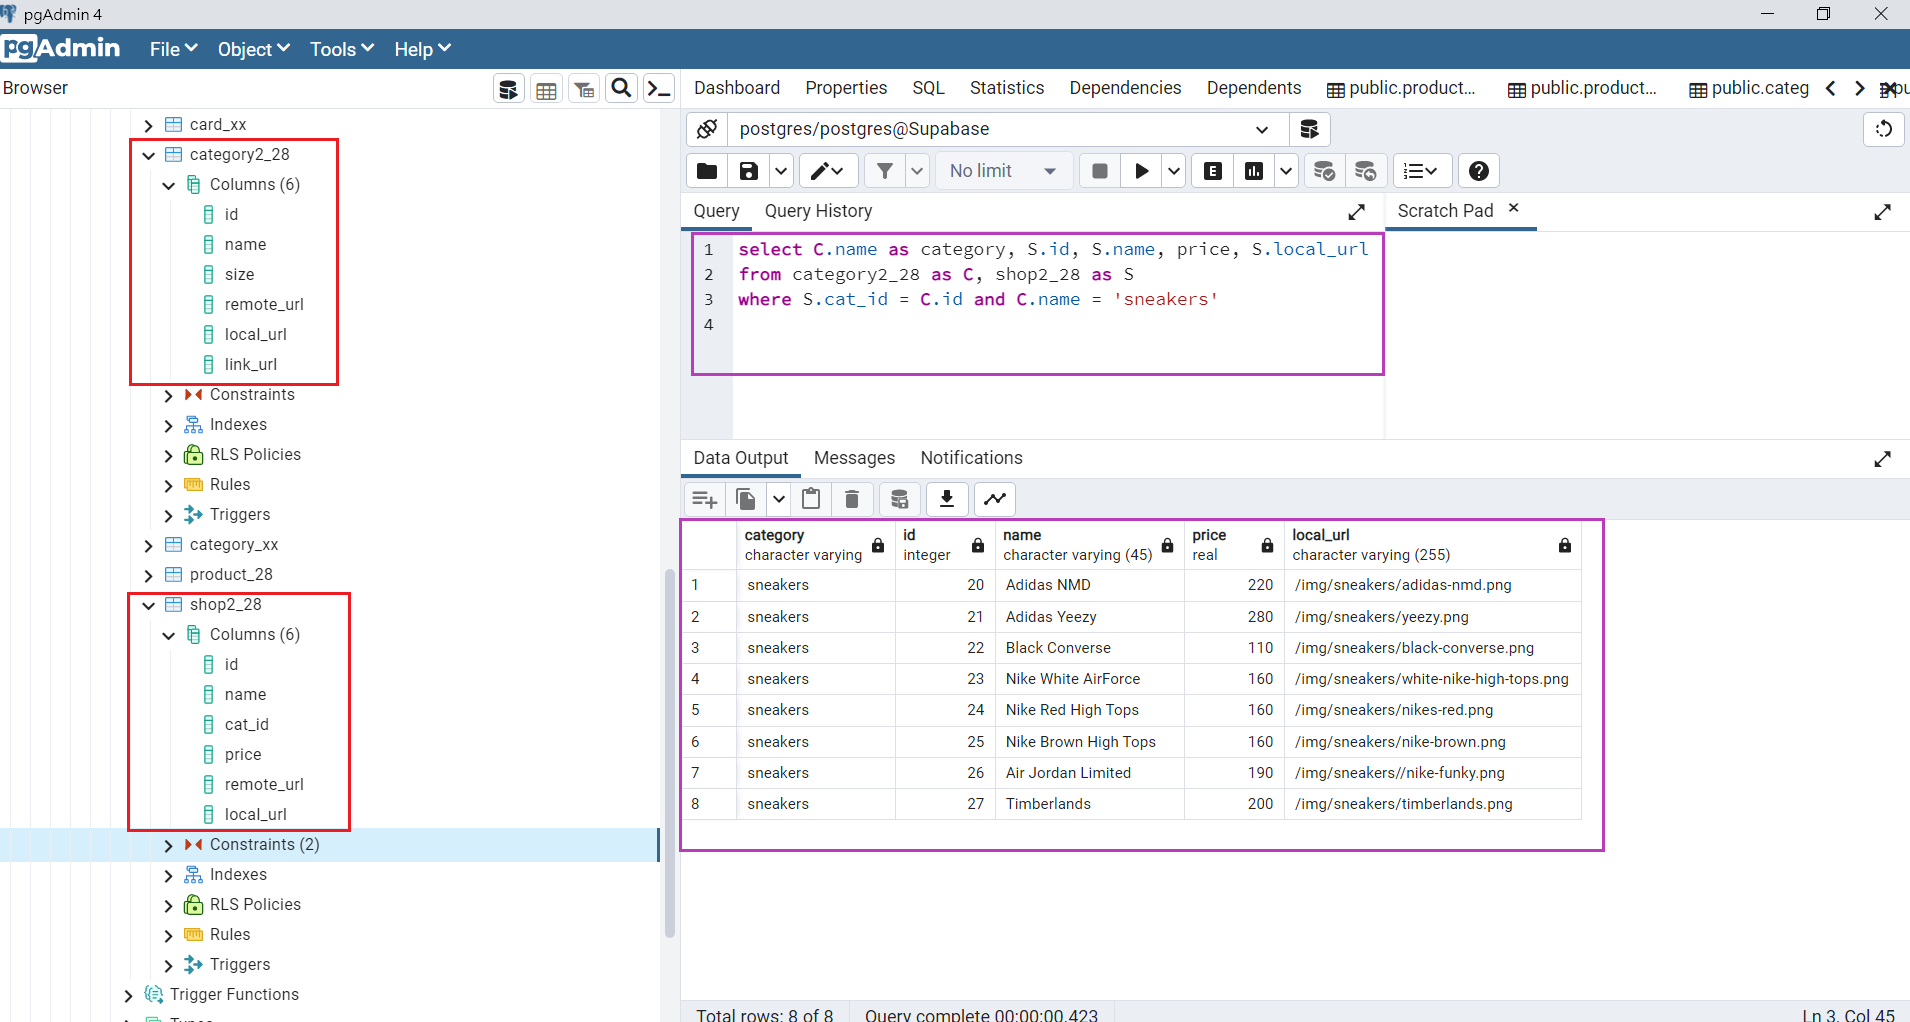 pgAdmin 4
pgAdmin File Object Tools Help
Browser
Dashboard Properties SQL Statistics Dependencies Dependents public.product... public.product... public.categ
postgres/postgres@Supabase
No limit
Query Query History Scratch Pad
1 select C.name as category, S.id, S.name, price, S.local_url
2 from category2_28 as C, shop2_28 as S
3 where S.cat_id = C.id and C.name = 'sneakers'
4
card_xx
category2_28
Columns (6)
id
name
size
remote_url
local_url
link_url
Constraints
Indexes
RLS Policies
Rules
Triggers
category_xx
product_28
shop2_28
Columns (6)
id
name
cat_id
price
remote_url
local_url
Constraints (2)
Indexes
RLS Policies
Rules
Triggers
Trigger Functions
Types
Data Output Messages Notifications
category id name price local_url
character varying integer character varying (45) real character varying (255)
1 sneakers 20 Adidas NMD 220 /img/sneakers/adidas-nmd.png
2 sneakers 21 Adidas Yeezy 280 /img/sneakers/yeezy.png
3 sneakers 22 Black Converse 110 /img/sneakers/black-converse.png
4 sneakers 23 Nike White AirForce 160 /img/sneakers/white-nike-high-tops.png
5 sneakers 24 Nike Red High Tops 160 /img/sneakers/nikes-red.png
6 sneakers 25 Nike Brown High Tops 160 /img/sneakers/nike-brown.png
7 sneakers 26 Air Jordan Limited 190 /img/sneakers//nike-funky.png
8 sneakers 27 Timberlands 200 /img/sneakers/timberlands.png
Total rows: 8 of 8 Query complete 00:00:00.423 Ln 3, Col 45